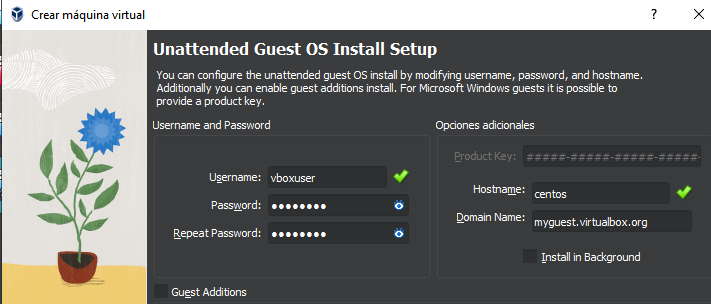 Crear máquina virtual
Unattended Guest OS Install Setup
You can configure the unattended guest OS install by modifying username, password, and hostname.
Additionally you can enable guest additions install. For Microsoft Windows guests it is possible to
provide a product key.
Username and Password
Username: vboxuser
Password: ●●●●●●●●
Repeat Password: ●●●●●●●●
Guest Additions
Opciones adicionales
Product Key: #####-#####-#####-#####-
Hostname: centos
Domain Name: myguest.virtualbox.org
Install in Background